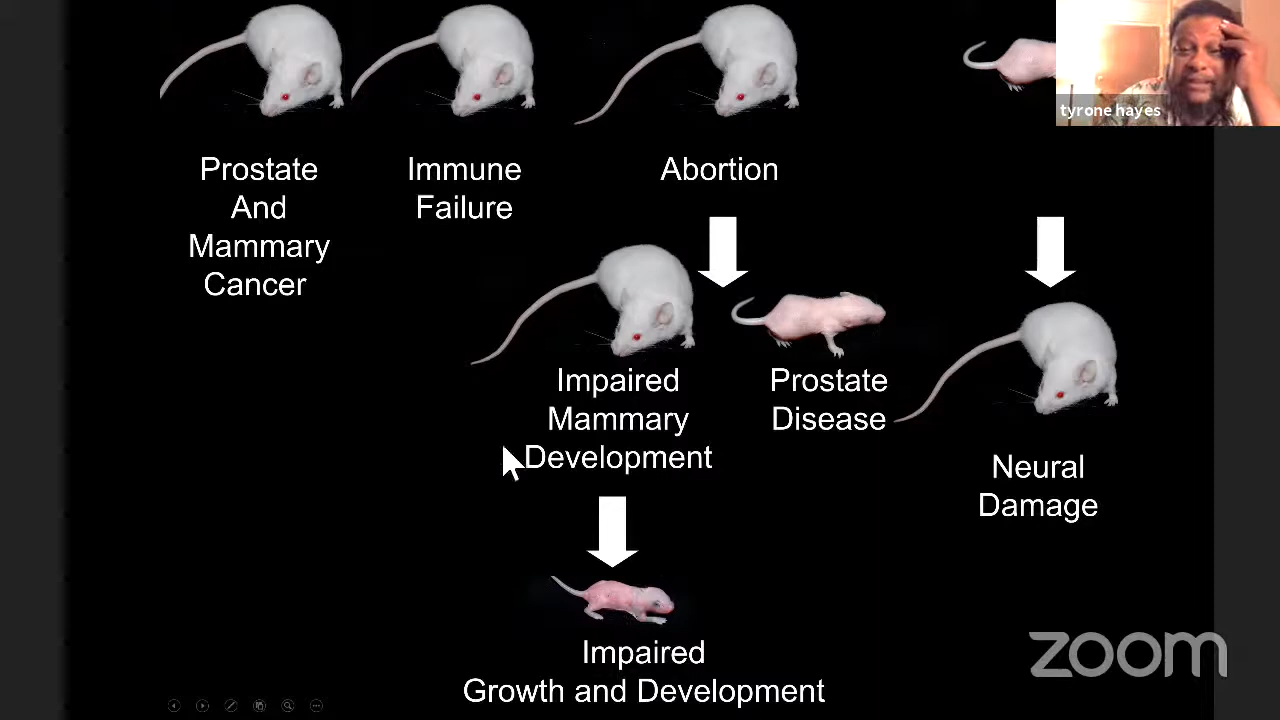 tyrone hayes
Prostate
And
Mammary
Cancer
Immune
Failure
Abortion
Impaired
Mammary
Development
Prostate
Disease
Neural
Damage
Impaired
Growth and Development
zoom